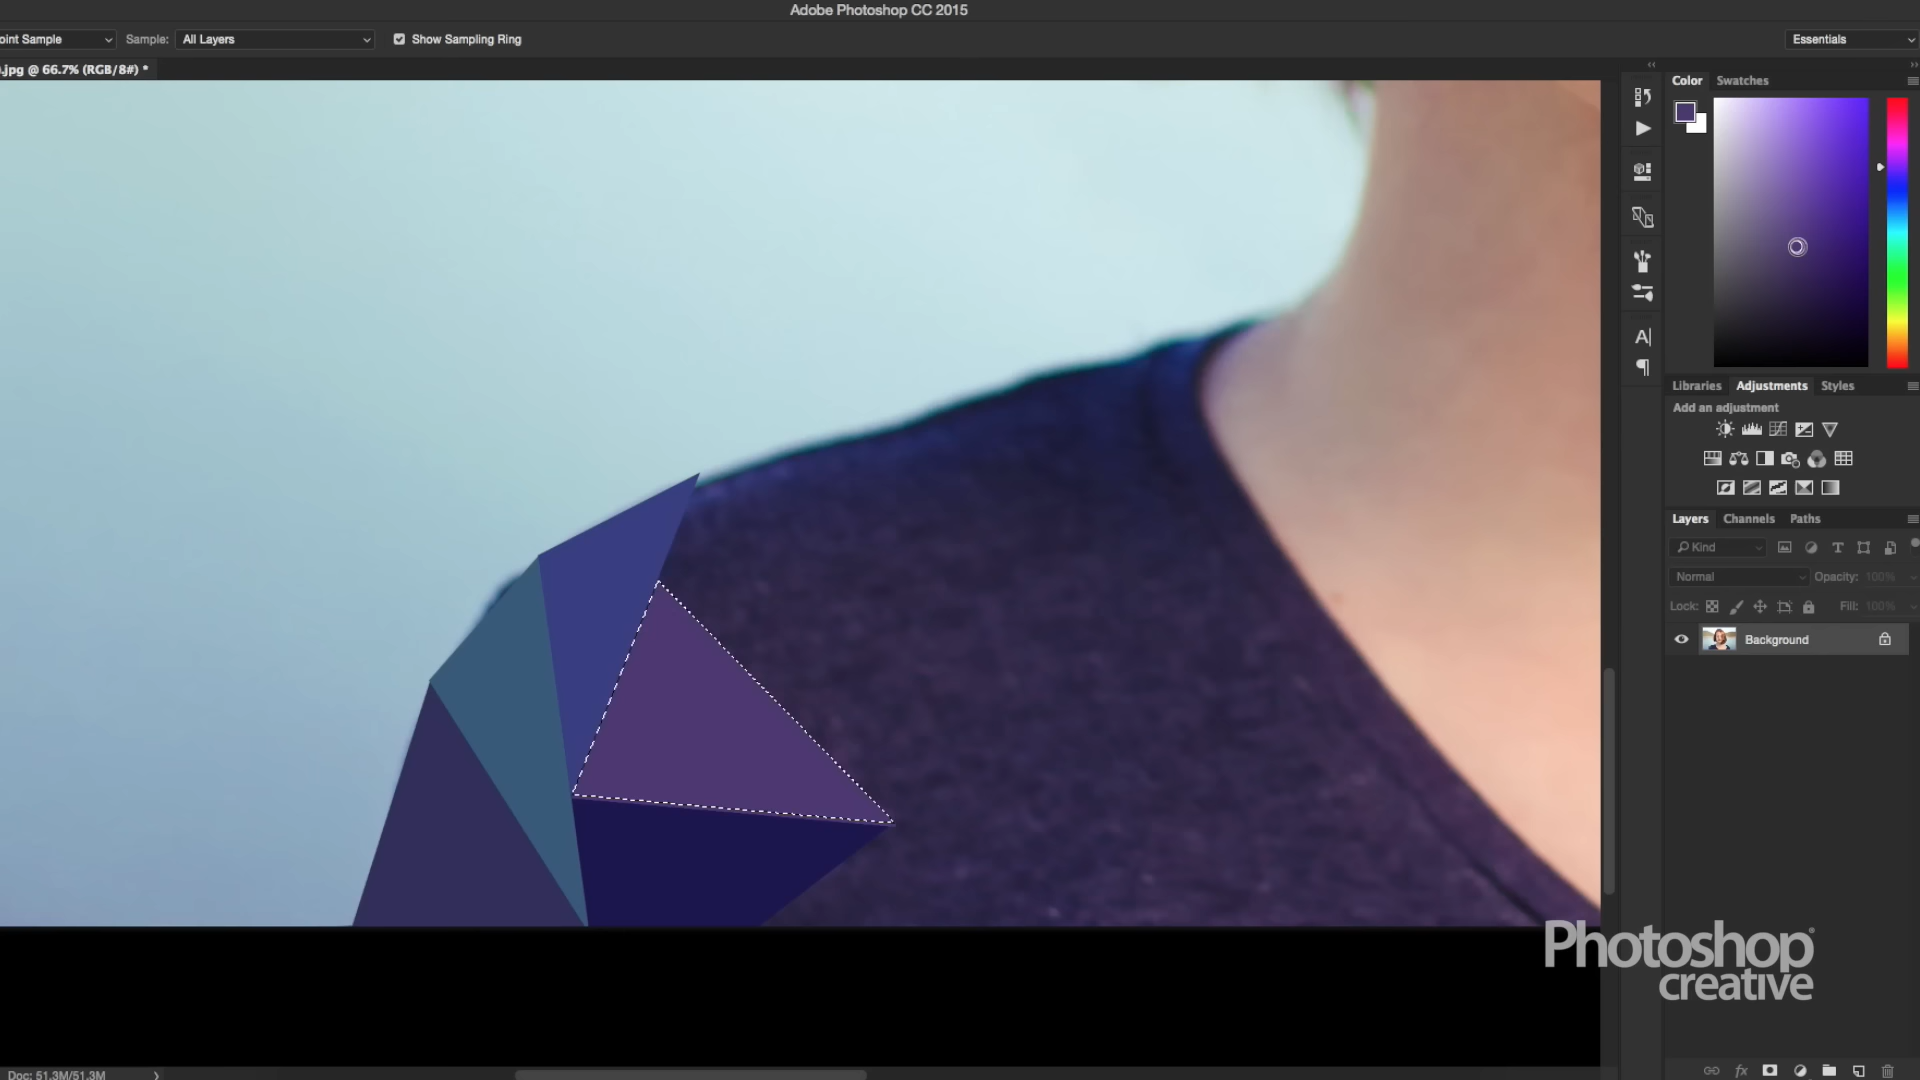 Adobe Photoshop CC 2015
oint Sample
Sample:
All Layers
Show Sampling Ring
Essentials
.jpg @ 66.7% (RGB/8#) *
Color
Swatches
Libraries
Adjustments
Styles
Add an adjustment
Layers
Channels
Paths
Kind
Normal
Opacity: 100%
Lock:
Fill: 100%
Background
Photoshop
creative
Doc: 51.3M/51.3M